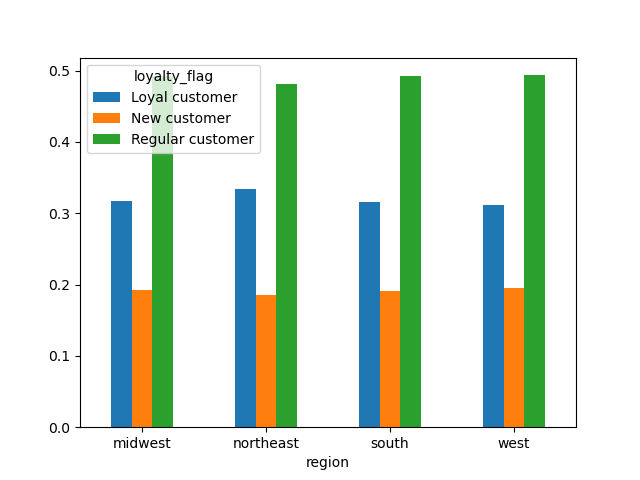 loyalty_flag
Loyal customer
New customer
Regular customer
0.5
0.4
0.3
0.2
0.1
0.0
midwest northeast south west
region